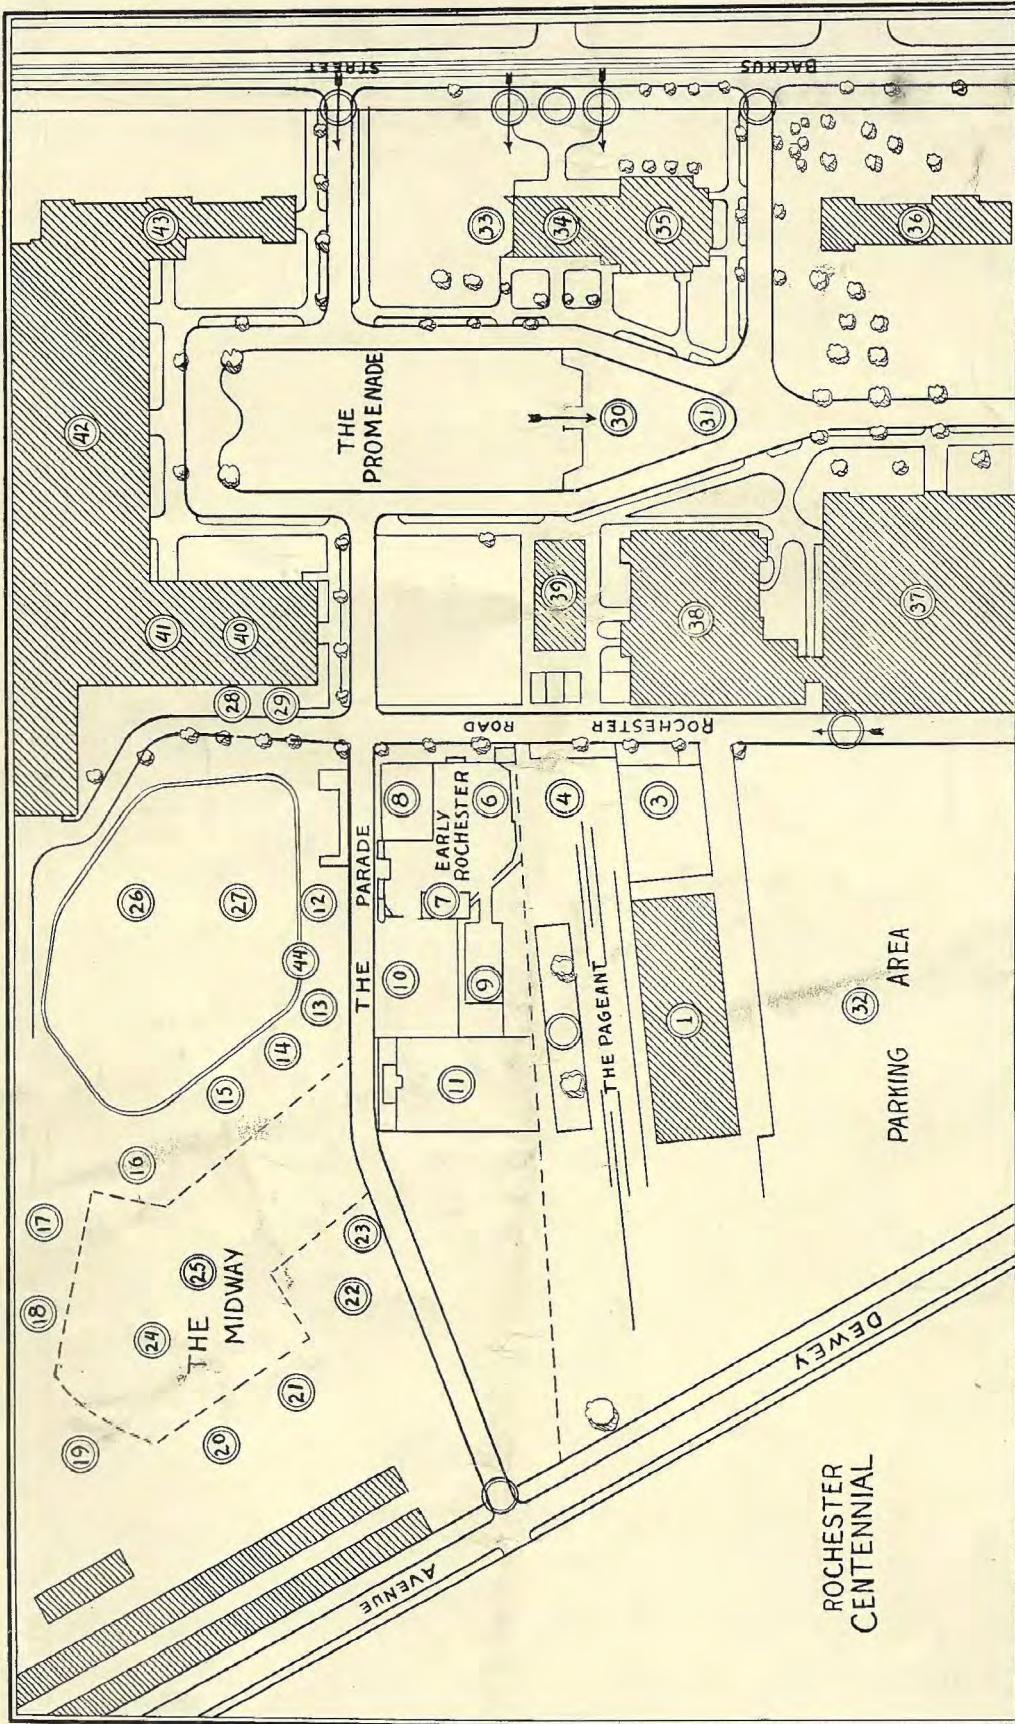 19
18
17
42
24
16
26
43
41
THE
MIDWAY
25
20
15
27
28
40
21
14
44
29
13
12
22
23
THE PARADE
THE
PROMENADE
STREET
AVENUE
11
10
8
7
EARLY
ROCHESTER
9
6
ROCHESTER ROAD
33
4
39
34
30
THE PAGEANT
1
3
38
31
35
BACKUS
DEWEY
32
PARKING AREA
37
36
ROCHESTER
CENTENNIAL